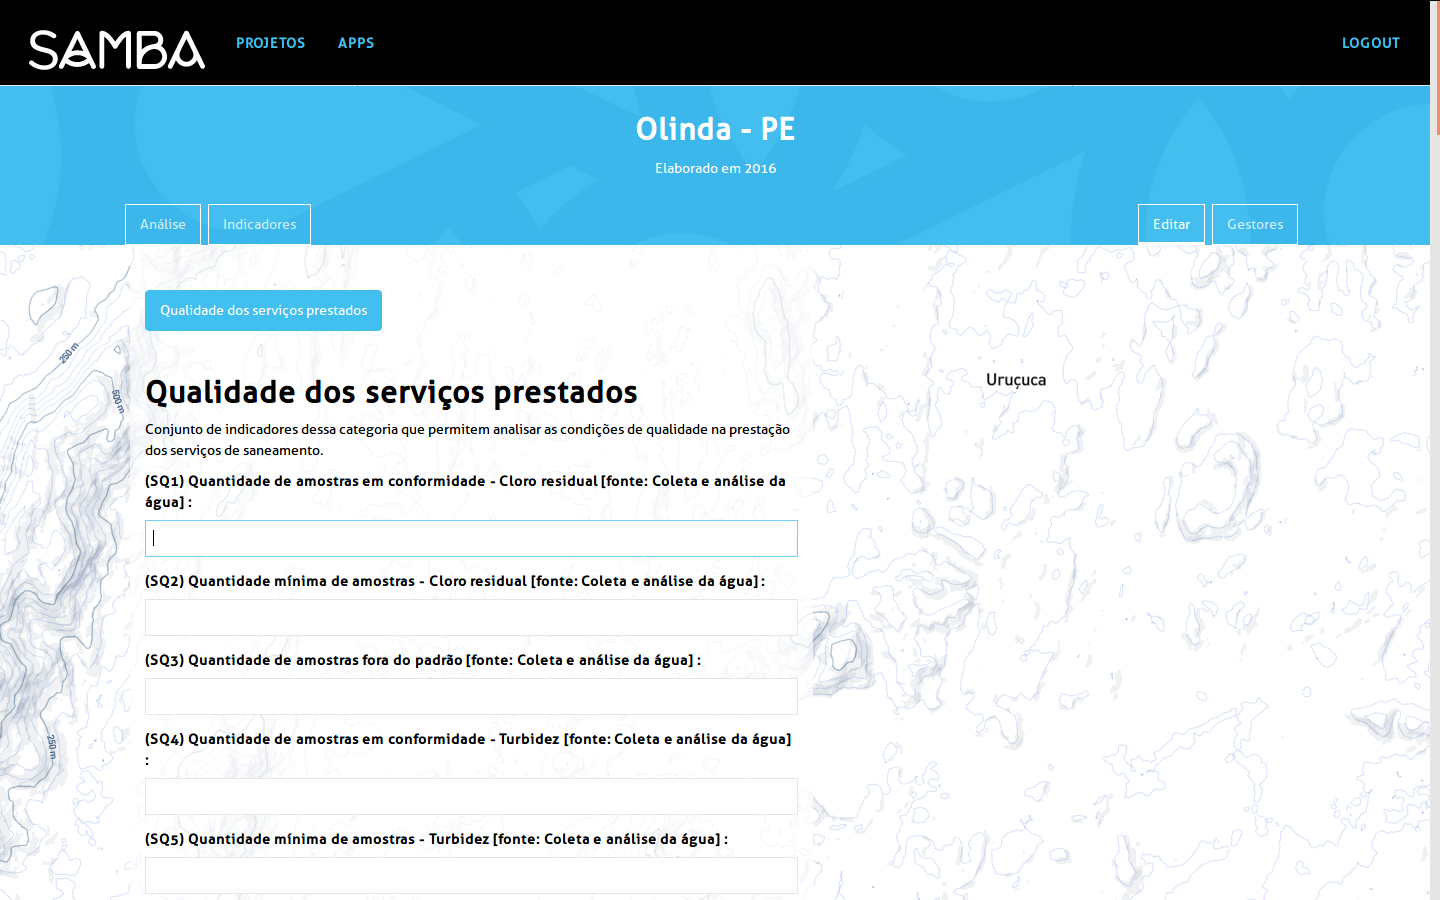 SAMBA
PROJETOS
APPS
LOGOUT
Olinda - PE
Elaborado em 2016
Análise
Indicadores
Editar
Gestores
Qualidade dos serviços prestados
Qualidade dos serviços prestados
Conjunto de indicadores dessa categoria que permitem analisar as condições de qualidade na prestação
dos serviços de saneamento.
(SQ1) Quantidade de amostras em conformidade - Cloro residual [fonte: Coleta e análise da
água] :
(SQ2) Quantidade mínima de amostras - Cloro residual [fonte: Coleta e análise da água] :
(SQ3) Quantidade de amostras fora do padrão [fonte: Coleta e análise da água] :
(SQ4) Quantidade de amostras em conformidade - Turbidez [fonte: Coleta e análise da água]
:
(SQ5) Quantidade mínima de amostras - Turbidez [fonte: Coleta e análise da água] :
250 m
500 m
250 m
Uruçuca